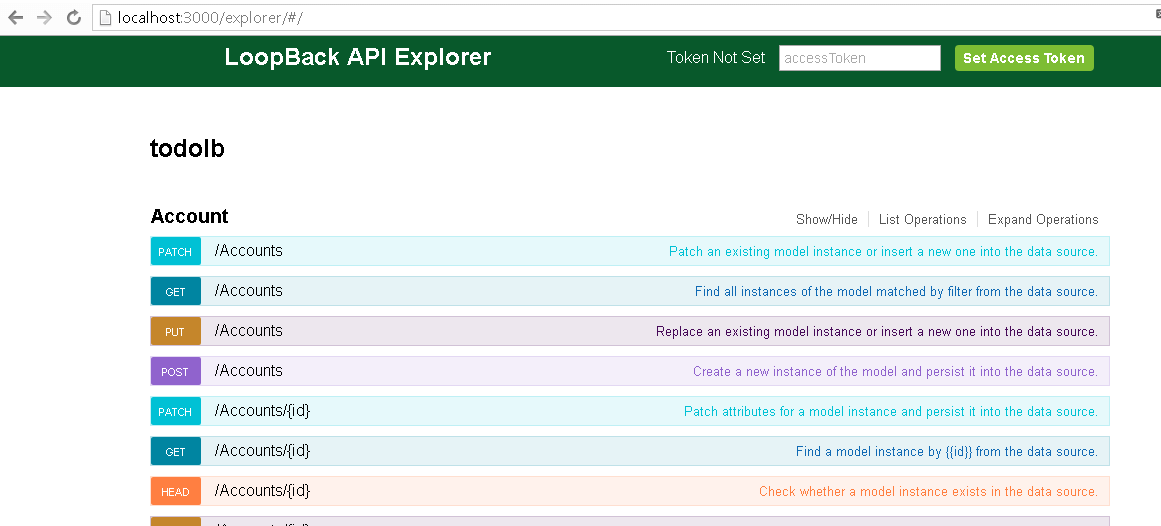 localhost:3000/explorer/#/
LoopBack API Explorer Token Not Set accessToken Set Access Token
todolb
Account Show/Hide List Operations Expand Operations
PATCH /Accounts Patch an existing model instance or insert a new one into the data source.
GET /Accounts Find all instances of the model matched by filter from the data source.
PUT /Accounts Replace an existing model instance or insert a new one into the data source.
POST /Accounts Create a new instance of the model and persist it into the data source.
PATCH /Accounts/{id} Patch attributes for a model instance and persist it into the data source.
GET /Accounts/{id} Find a model instance by {{id}} from the data source.
HEAD /Accounts/{id} Check whether a model instance exists in the data source.